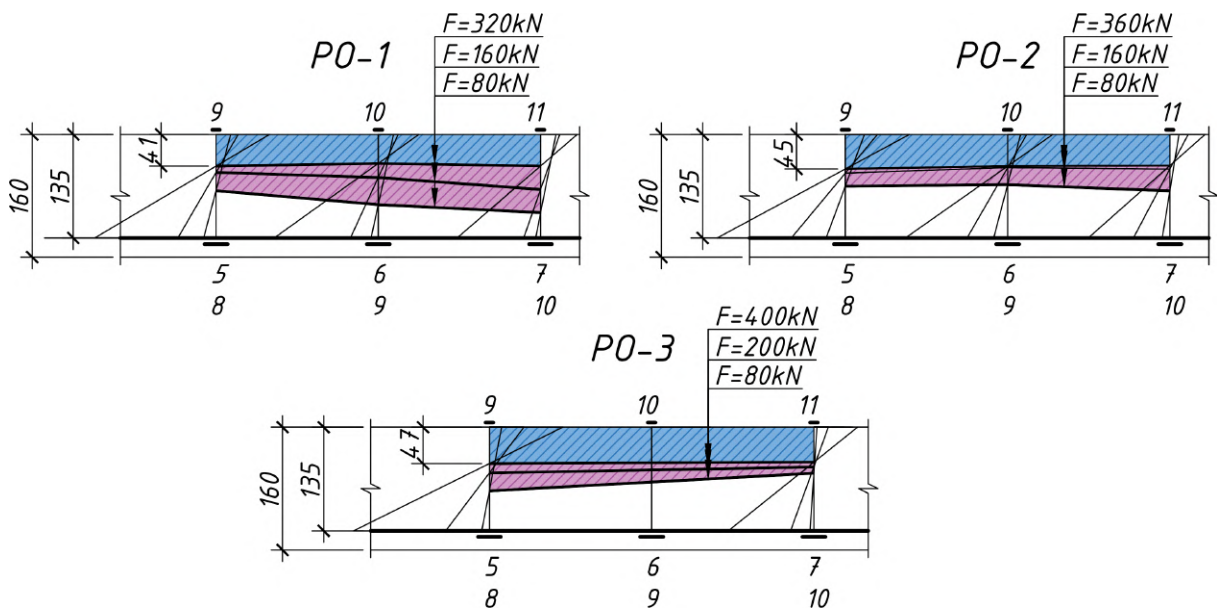 PO-1
F=320kN
F=160kN
F=80kN
9 10 11
41
135
160
5 6 7
8 9 10
PO-2
F=360kN
F=160kN
F=80kN
9 10 11
45
135
160
5 6 7
8 9 10
PO-3
F=400kN
F=200kN
F=80kN
9 10 11
47
135
160
5 6 7
8 9 10